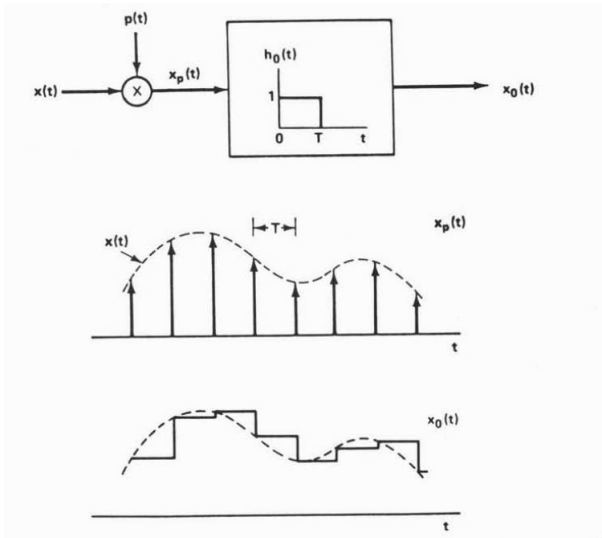 p(t)
x(t)
×
x_p(t)
h_0(t)
1
0 T t
x_0(t)
x(t)
T
x_p(t)
t
x_0(t)
t